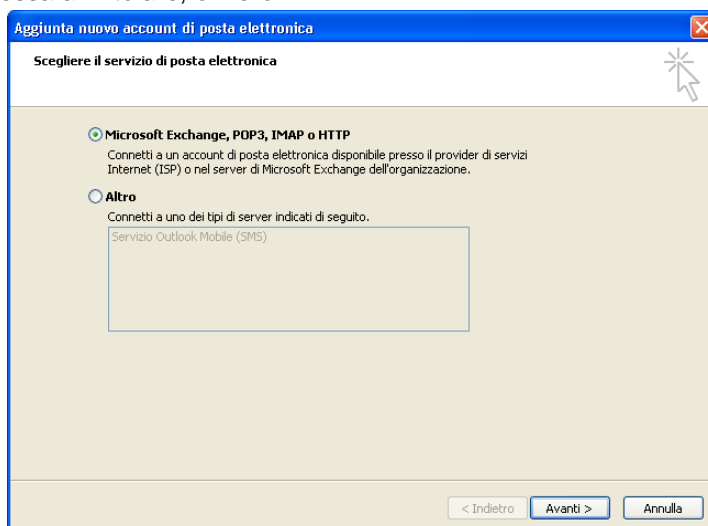 Aggiunta nuovo account di posta elettronica
Scegliere il servizio di posta elettronica
Microsoft Exchange, POP3, IMAP o HTTP
Connetti a un account di posta elettronica disponibile presso il provider di servizi
Internet (ISP) o nel server di Microsoft Exchange dell'organizzazione.
Altro
Connetti a uno dei tipi di server indicati di seguito.
Servizio Outlook Mobile (SMS)
< Indietro Avanti > Annulla